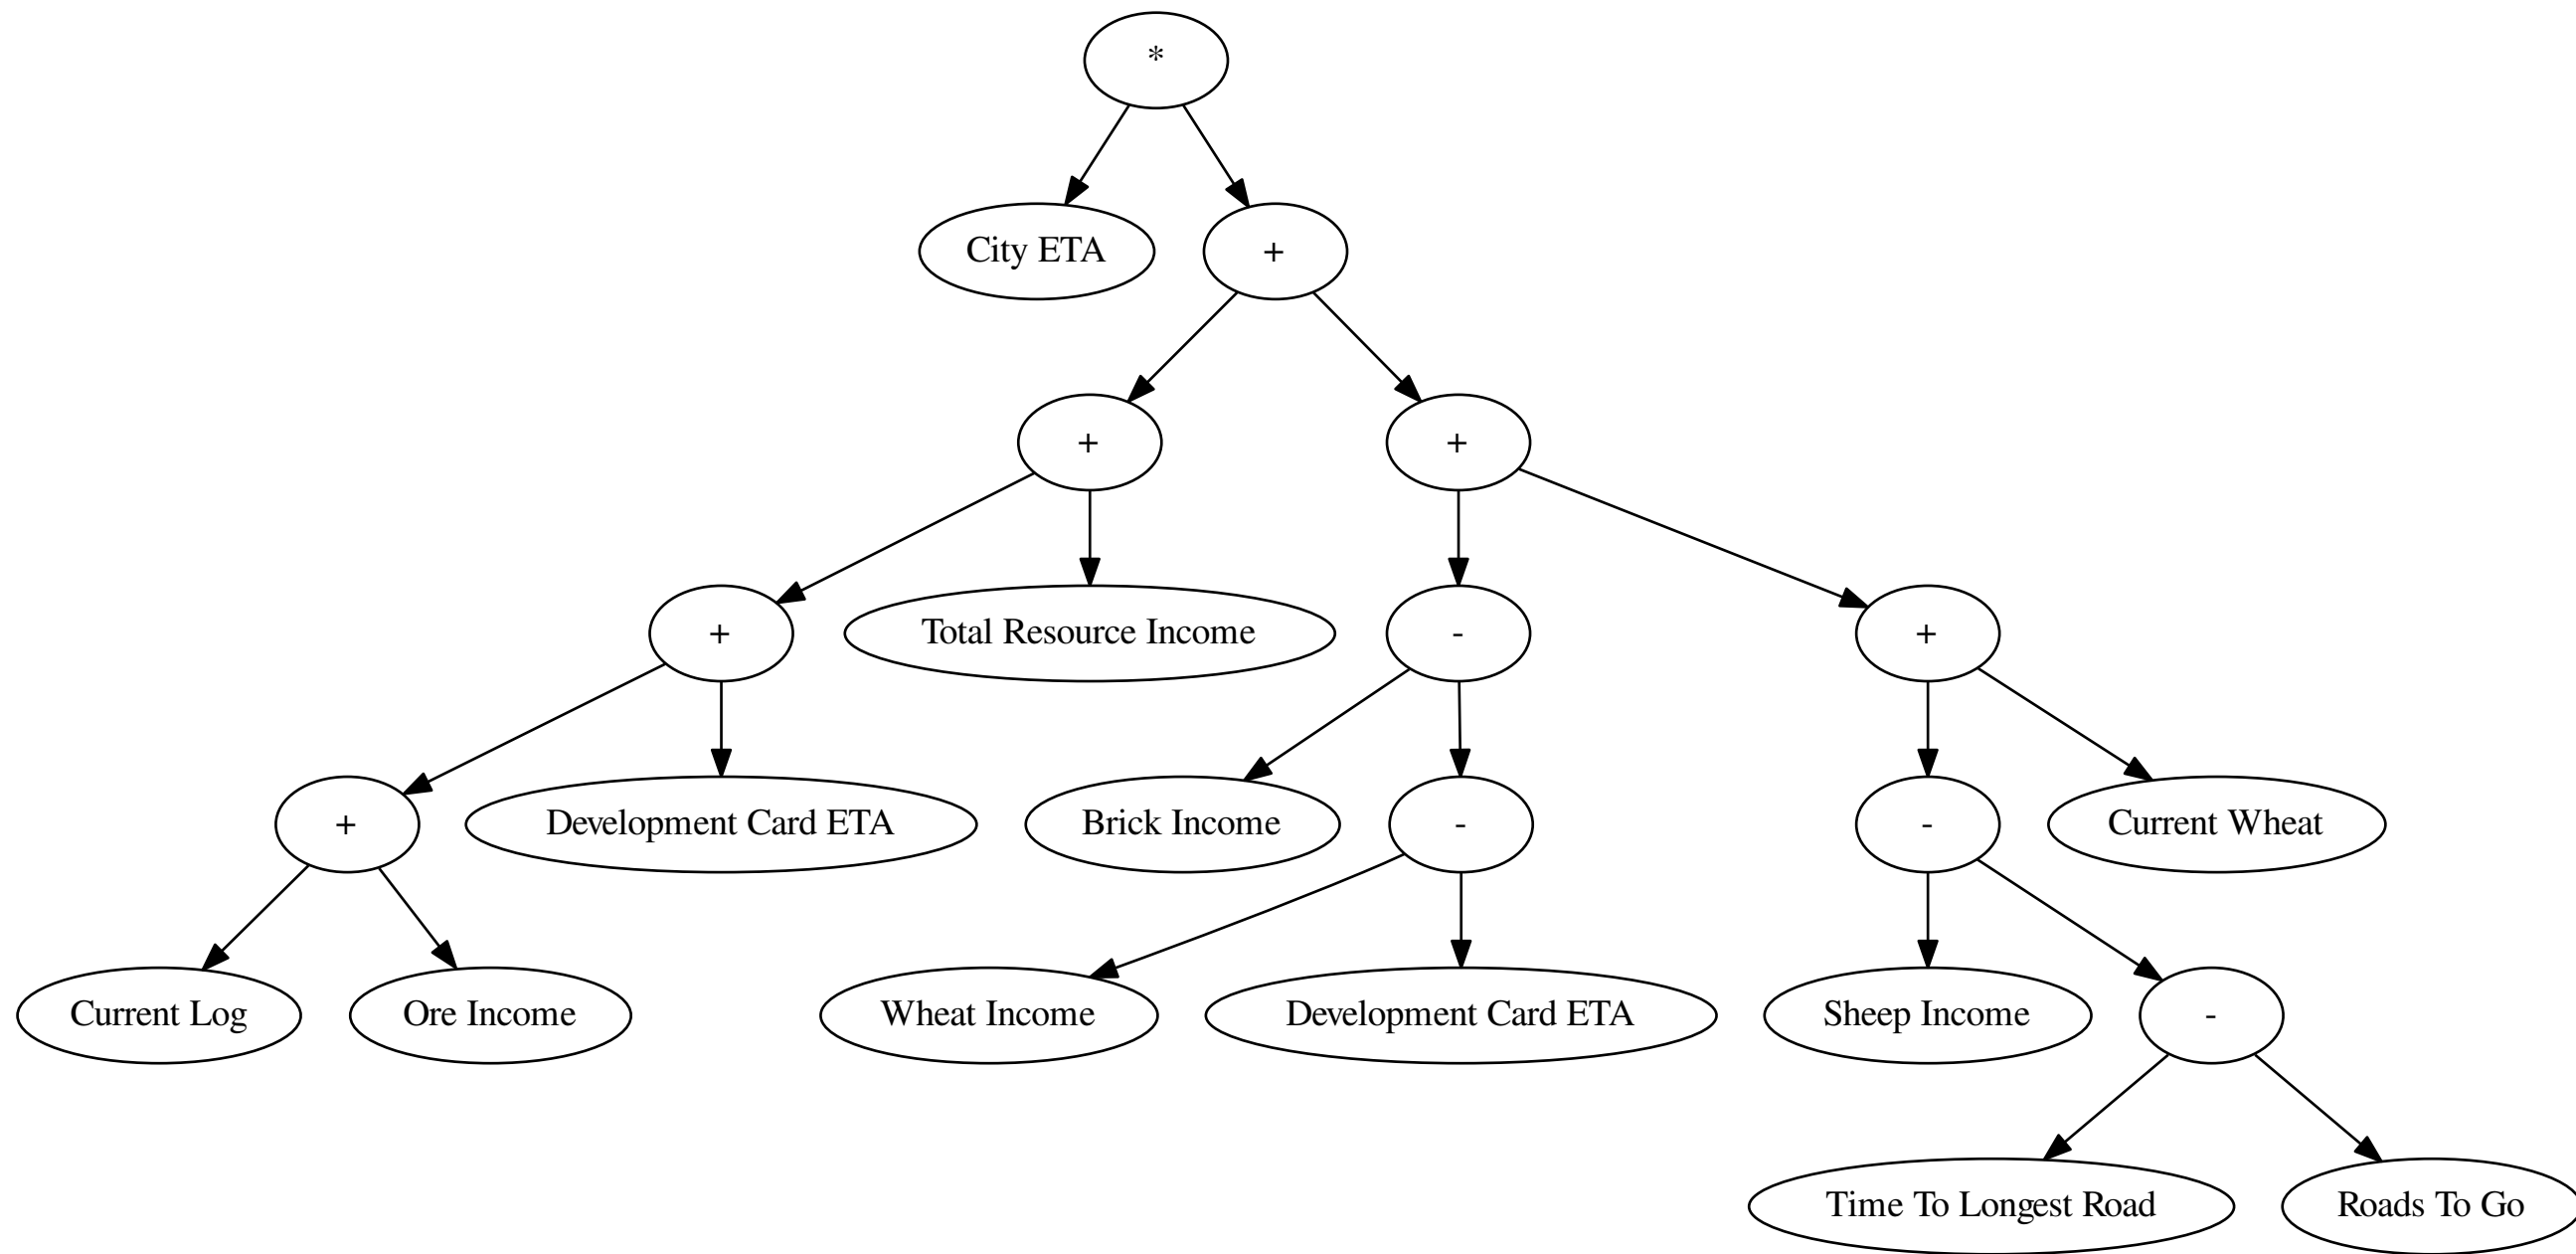 *
City ETA
+
+
+
+
Total Resource Income
-
+
+
Development Card ETA
Brick Income
-
-
Current Wheat
Current Log
Ore Income
Wheat Income
Development Card ETA
Sheep Income
-
Time To Longest Road
Roads To Go